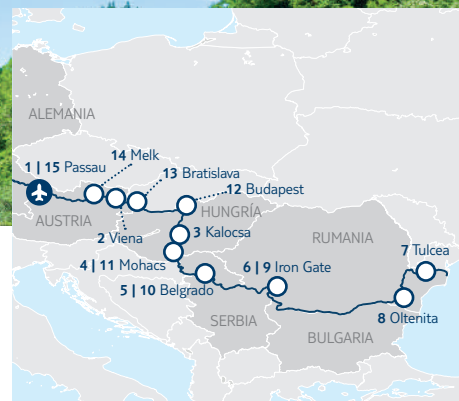 ALEMANIA
1 | 15 Passau
14 Melk
13 Bratislava
12 Budapest
AUSTRIA
HUNGRÍA
2 Viena
3 Kalocsa
RUMANIA
4 | 11 Mohacs
6 | 9 Iron Gate
7 Tulcea
5 | 10 Belgrado
8 Oltenita
SERBIA
BULGARIA